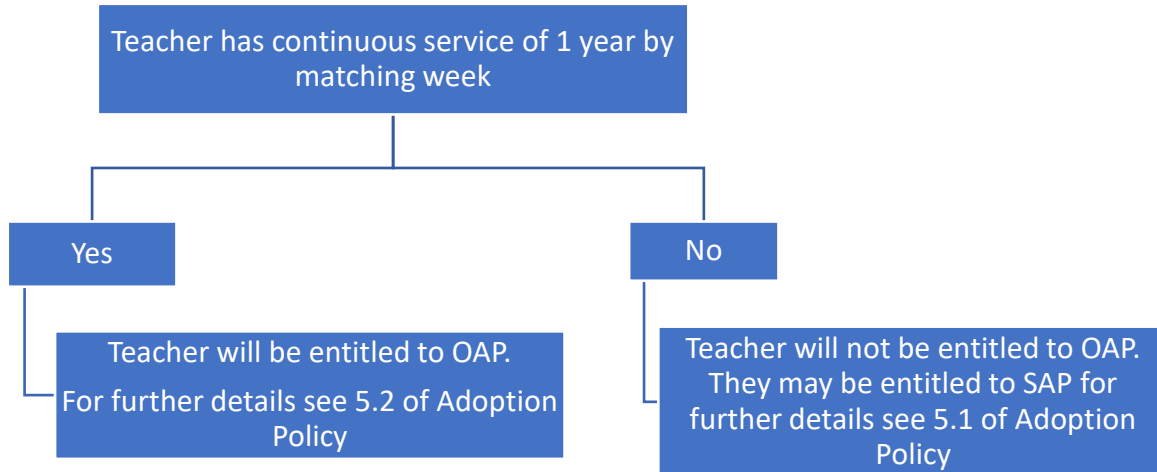 Teacher has continuous service of 1 year by
matching week
Yes
No
Teacher will be entitled to OAP.
For further details see 5.2 of Adoption
Policy
Teacher will not be entitled to OAP.
They may be entitled to SAP for
further details see 5.1 of Adoption
Policy